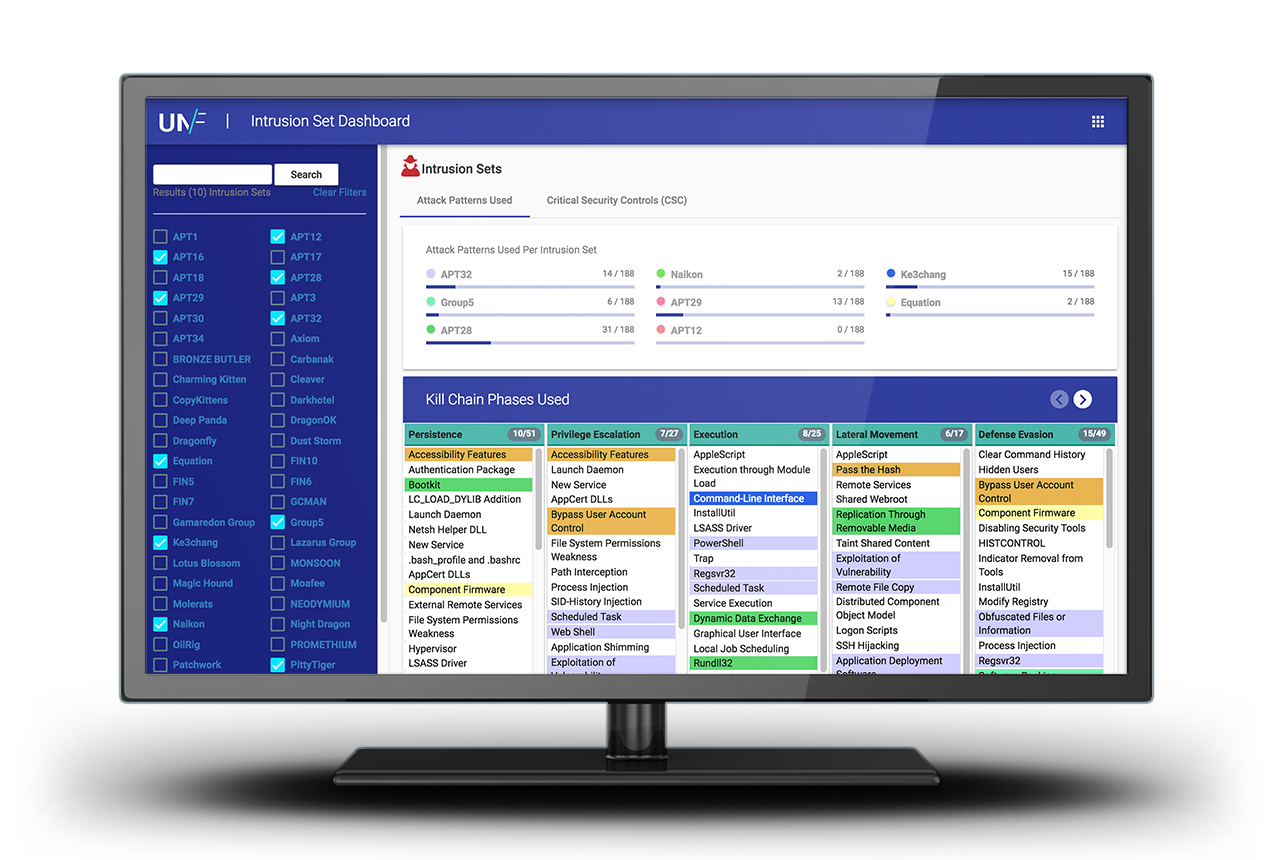 UNF | Intrusion Set Dashboard
Search
Results (10) Intrusion Sets
Clear Fliters
APT1
APT12
APT16
APT17
APT18
APT28
APT29
APT3
APT30
APT32
APT34
Axiom
BRONZE BUTLER
Carbanak
Charming Kitten
Cleaver
CopyKittens
Darkhotel
Deep Panda
DragonOK
Dragonfly
Dust Storm
Equation
FIN10
FIN5
FIN6
FIN7
GCMAN
Gamaredon Group
Group5
Ke3chang
Lazarus Group
Lotus Blossom
MONSOON
Magic Hound
Moafee
Molerats
NEODYMIUM
Naikon
Night Dragon
OilRig
PROMETHIUM
Patchwork
PittyTiger
Intrusion Sets
Attack Patterns Used
Critical Security Controls (CSC)
Attack Patterns Used Per Intrusion Set
APT32 14 / 188
Naikon 2 / 188
Ke3chang 15 / 188
Group5 6 / 188
APT29 13 / 188
Equation 2 / 188
APT28 31 / 188
APT12 0 / 188
Kill Chain Phases Used
Persistence 10/51
Accessibility Features
Authentication Package
Bootkit
LC_LOAD_DYLIB Addition
Launch Daemon
Netsh Helper DLL
New Service
.bash_profile and .bashrc
AppCert DLLs
Component Firmware
External Remote Services
File System Permissions
Weakness
Hypervisor
LSASS Driver
Privilege Escalation 7/27
Accessibility Features
Launch Daemon
New Service
AppCert DLLs
Bypass User Account
Control
File System Permissions
Weakness
Path Interception
Process Injection
SID-History Injection
Scheduled Task
Web Shell
Application Shimming
Exploitation of
Vulnerability
Execution 8/25
AppleScript
Execution through Module
Load
Command-Line Interface
InstallUtil
LSASS Driver
PowerShell
Trap
Regsvr32
Scheduled Task
Service Execution
Dynamic Data Exchange
Graphical User Interface
Local Job Scheduling
Rundll32
Lateral Movement 6/17
AppleScript
Pass the Hash
Remote Services
Shared Webroot
Replication Through
Removable Media
Taint Shared Content
Exploitation of
Vulnerability
Remote File Copy
Distributed Component
Object Model
Logon Scripts
SSH Hijacking
Application Deployment
Software
Defense Evasion 15/49
Clear Command History
Hidden Users
Bypass User Account
Control
Component Firmware
Disabling Security Tools
HISTCONTROL
Indicator Removal from
Tools
InstallUtil
Modify Registry
Obfuscated Files or
Information
Process Injection
Regsvr32
Software Packing